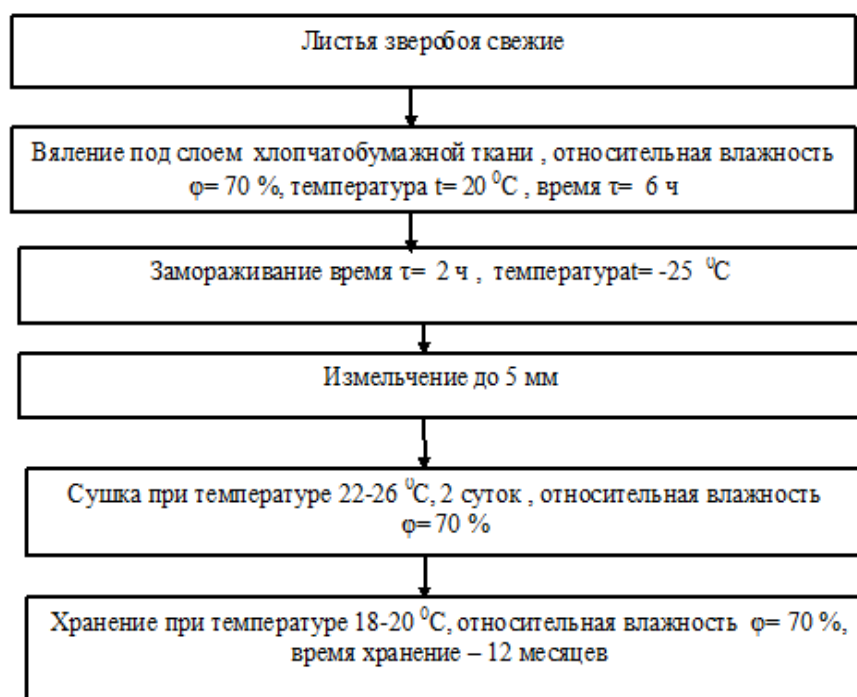 Листья зверобоя свежие
Вяление под слоем хлопчатобумажной ткани , относительная влажность
φ= 70 %, температура t= 20 ⁰С , время τ= 6 ч
Замораживание время τ= 2 ч , температураt= -25 ⁰С
Измельчение до 5 мм
Сушка при температуре 22-26 ⁰С, 2 суток , относительная влажность
φ= 70 %
Хранение при температуре 18-20 ⁰С, относительная влажность φ= 70 %,
время хранение – 12 месяцев